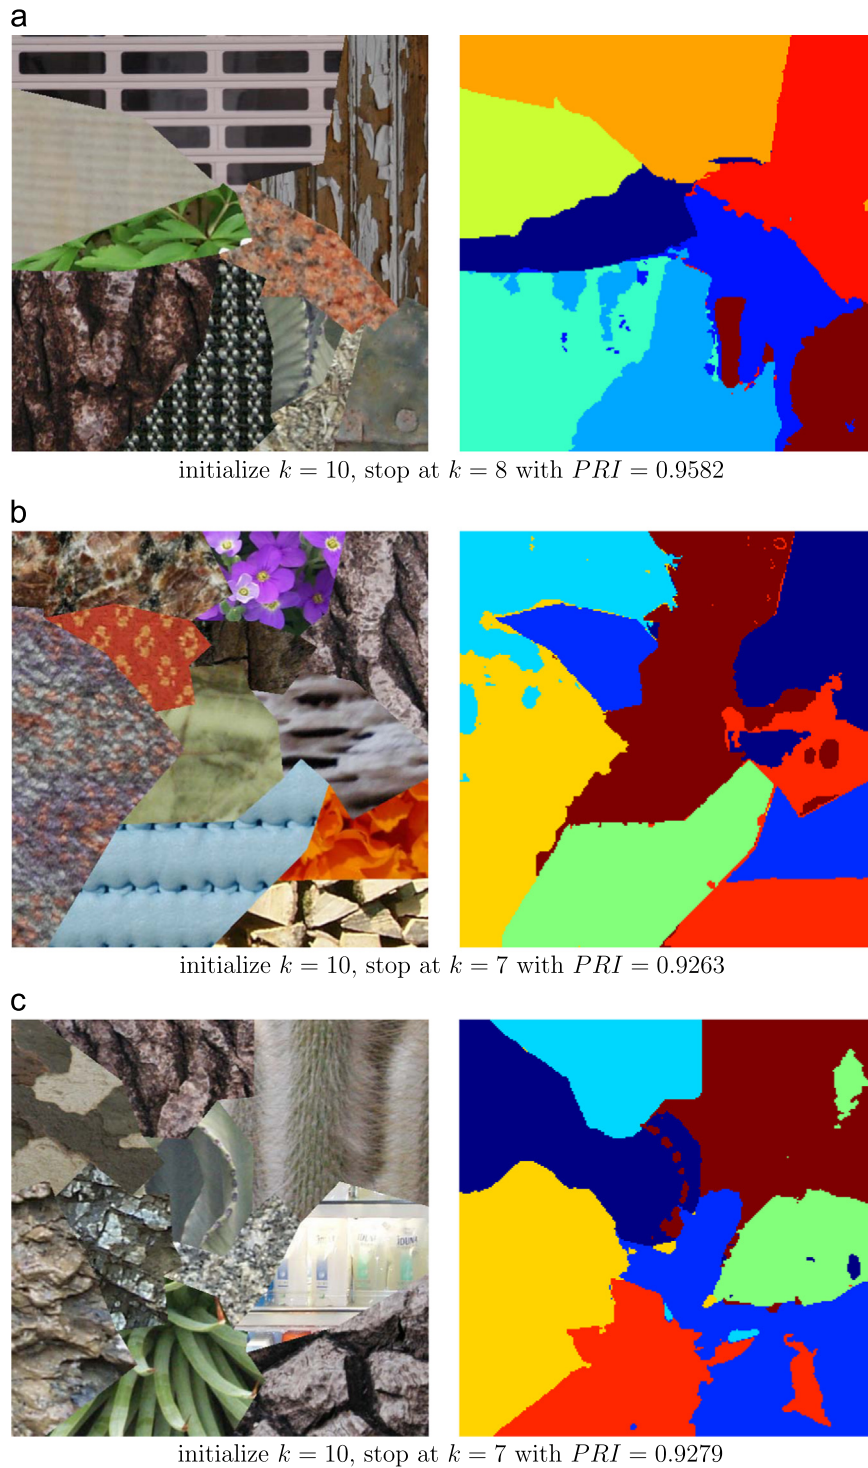 a
initialize k = 10, stop at k = 8 with PRI = 0.9582
b
initialize k = 10, stop at k = 7 with PRI = 0.9263
c
initialize k = 10, stop at k = 7 with PRI = 0.9279